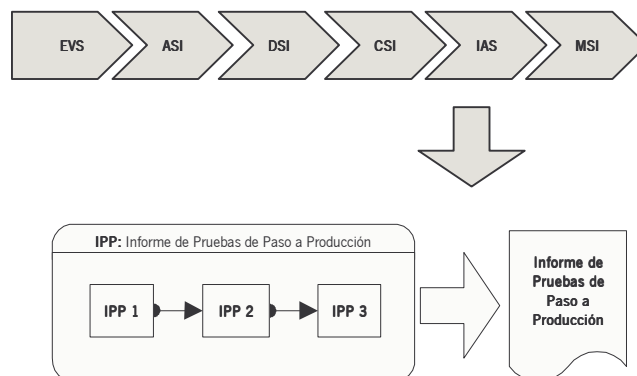 EVS
ASI
DSI
CSI
IAS
MSI
IPP: Informe de Pruebas de Paso a Producción
IPP 1
IPP 2
IPP 3
Informe de
Pruebas de
Paso a
Producción